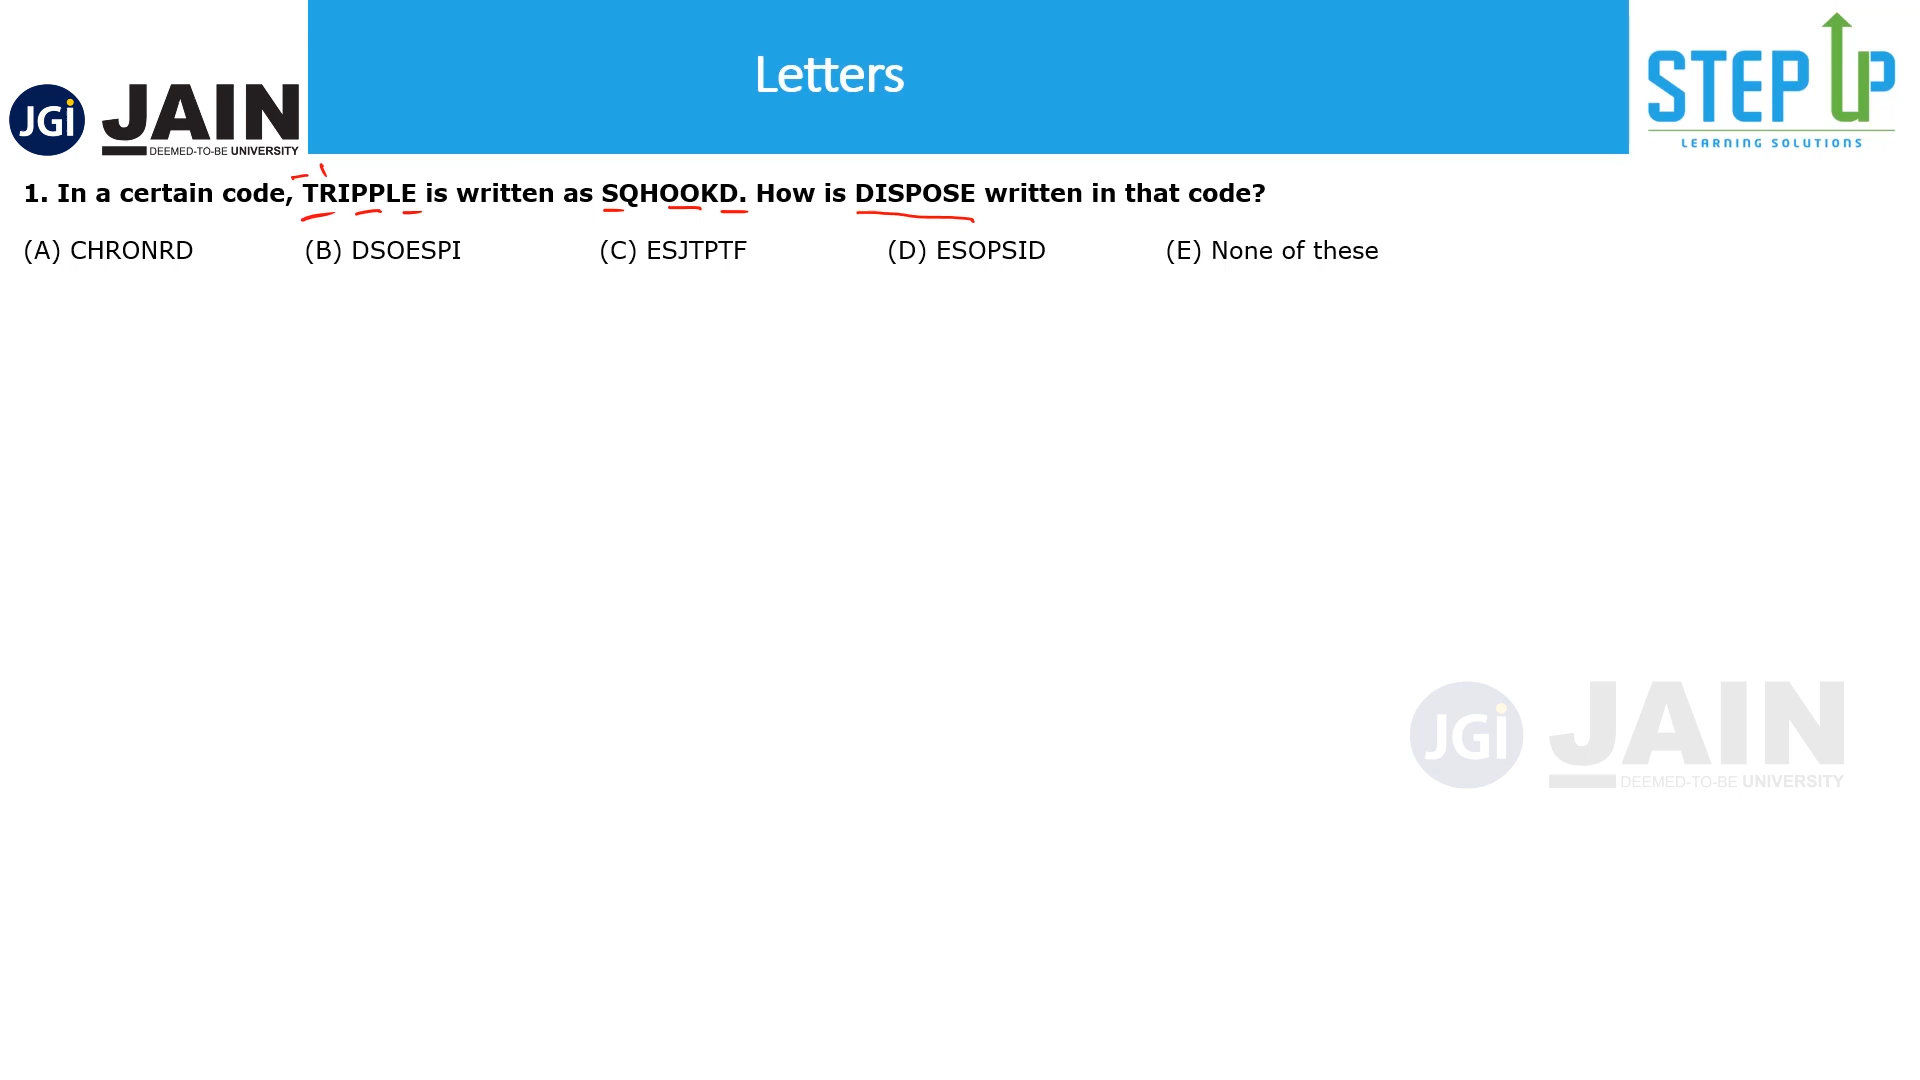 Letters
JGi JAIN
DEEMED-TO-BE UNIVERSITY
STEP UP
LEARNING SOLUTIONS
1. In a certain code, TRIPPLE is written as SQHOOKD. How is DISPOSE written in that code?
(A) CHRONRD (B) DSOESPI (C) ESJTPTF (D) ESOPSID (E) None of these
JGi JAIN
DEEMED-TO-BE UNIVERSITY